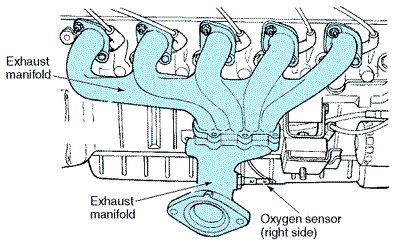 Exhaust
manifold
Exhaust
manifold
Oxygen sensor
(right side)